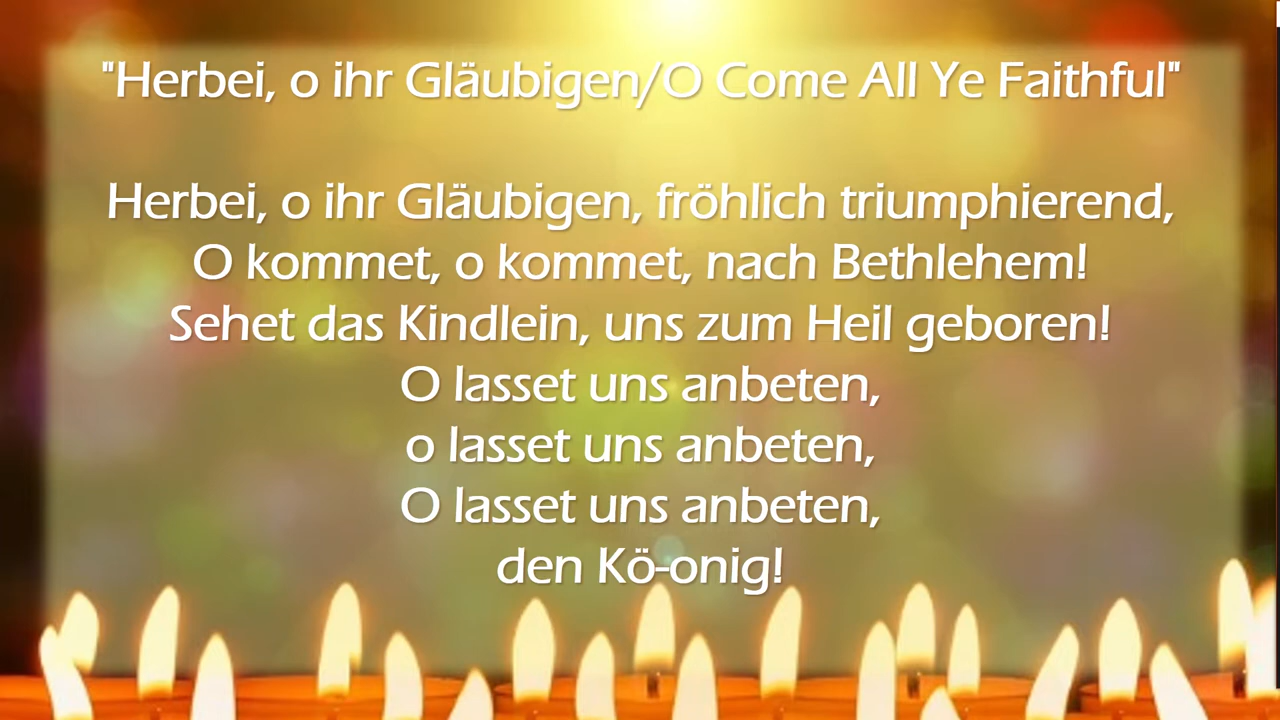 "Herbei, o ihr Gläubigen/O Come All Ye Faithful"
Herbei, o ihr Gläubigen, fröhlich triumphierend,
O kommet, o kommet, nach Bethlehem!
Sehet das Kindlein, uns zum Heil geboren!
O lasset uns anbeten,
o lasset uns anbeten,
O lasset uns anbeten,
den Kö-onig!